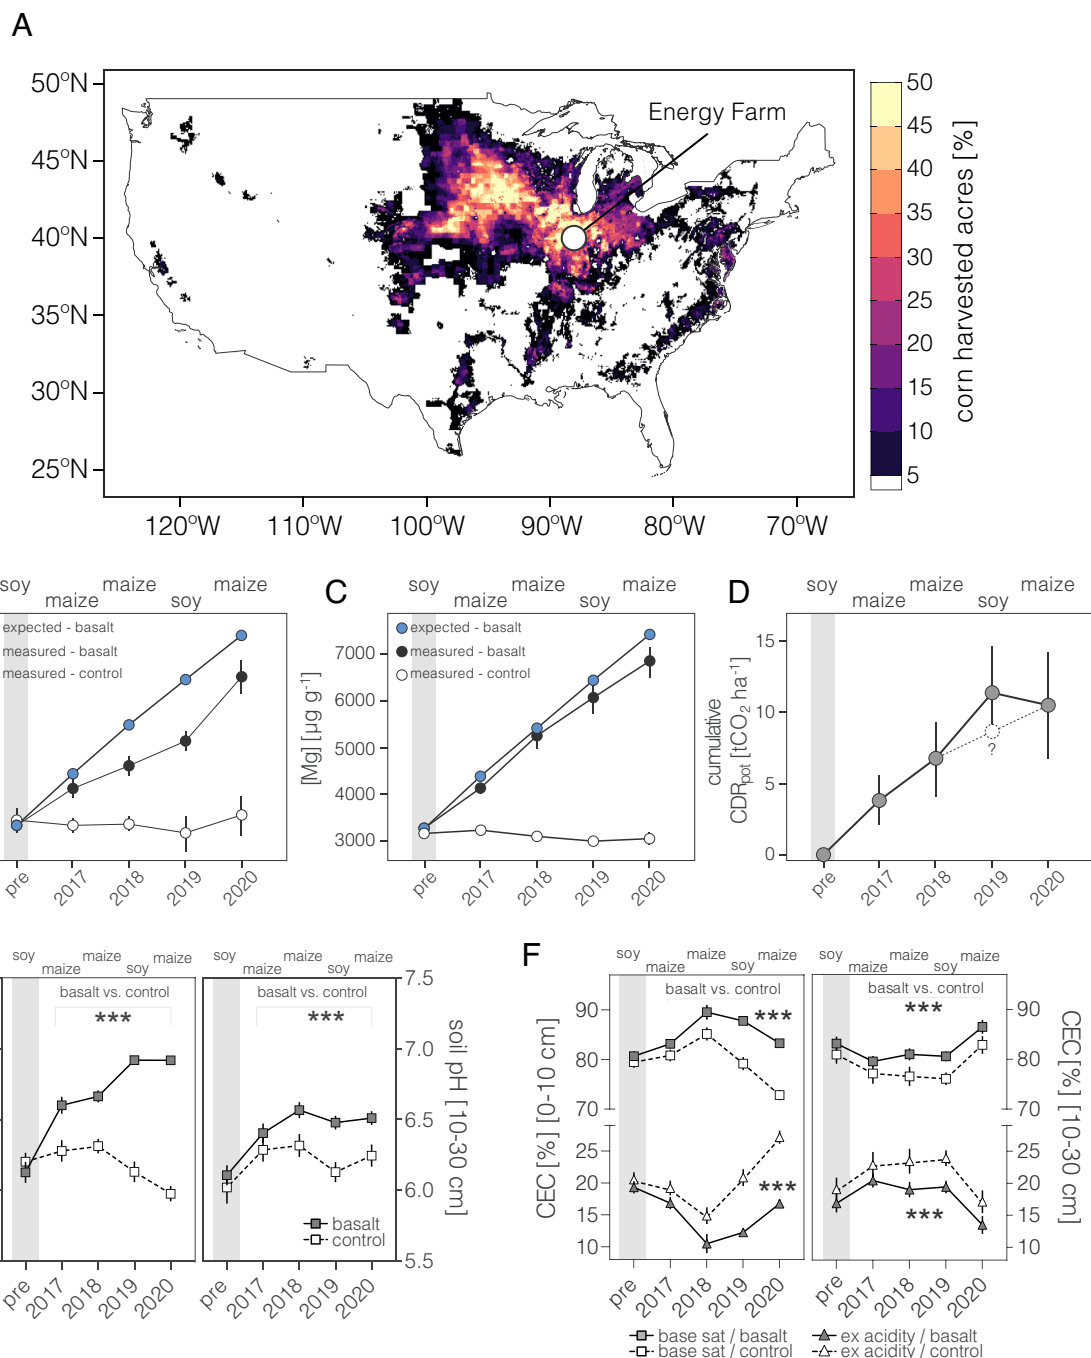 A
Energy Farm
50°N
45°N
40°N
35°N
30°N
25°N
120°W 110°W 100°W 90°W 80°W 70°W
50
45
40
35
30
25
20
15
10
5
corn harvested acres [%]
soy maize maize soy maize
expected - basalt
measured - basalt
measured - control
pre 2017 2018 2019 2020
C
soy maize maize soy maize
expected - basalt
measured - basalt
measured - control
[Mg] [µg g-1]
7000
6000
5000
4000
3000
pre 2017 2018 2019 2020
D
soy maize maize soy maize
cumulative
CDRpot [tCO2 ha-1]
15
10
5
0
?
pre 2017 2018 2019 2020
soy maize maize soy maize
basalt vs. control
***
pre 2017 2018 2019 2020
soy maize maize soy maize
basalt vs. control
***
basalt
control
7.5
7.0
6.5
6.0
5.5
soil pH [10-30 cm]
pre 2017 2018 2019 2020
F
soy maize maize soy maize
basalt vs. control
***
***
CEC [%] [0-10 cm]
90
80
70
25
20
15
10
pre 2017 2018 2019 2020
soy maize maize soy maize
basalt vs. control
***
***
90
80
70
25
20
15
10
CEC [%] [10-30 cm]
pre 2017 2018 2019 2020
base sat / basalt
base sat / control
ex acidity / basalt
ex acidity / control